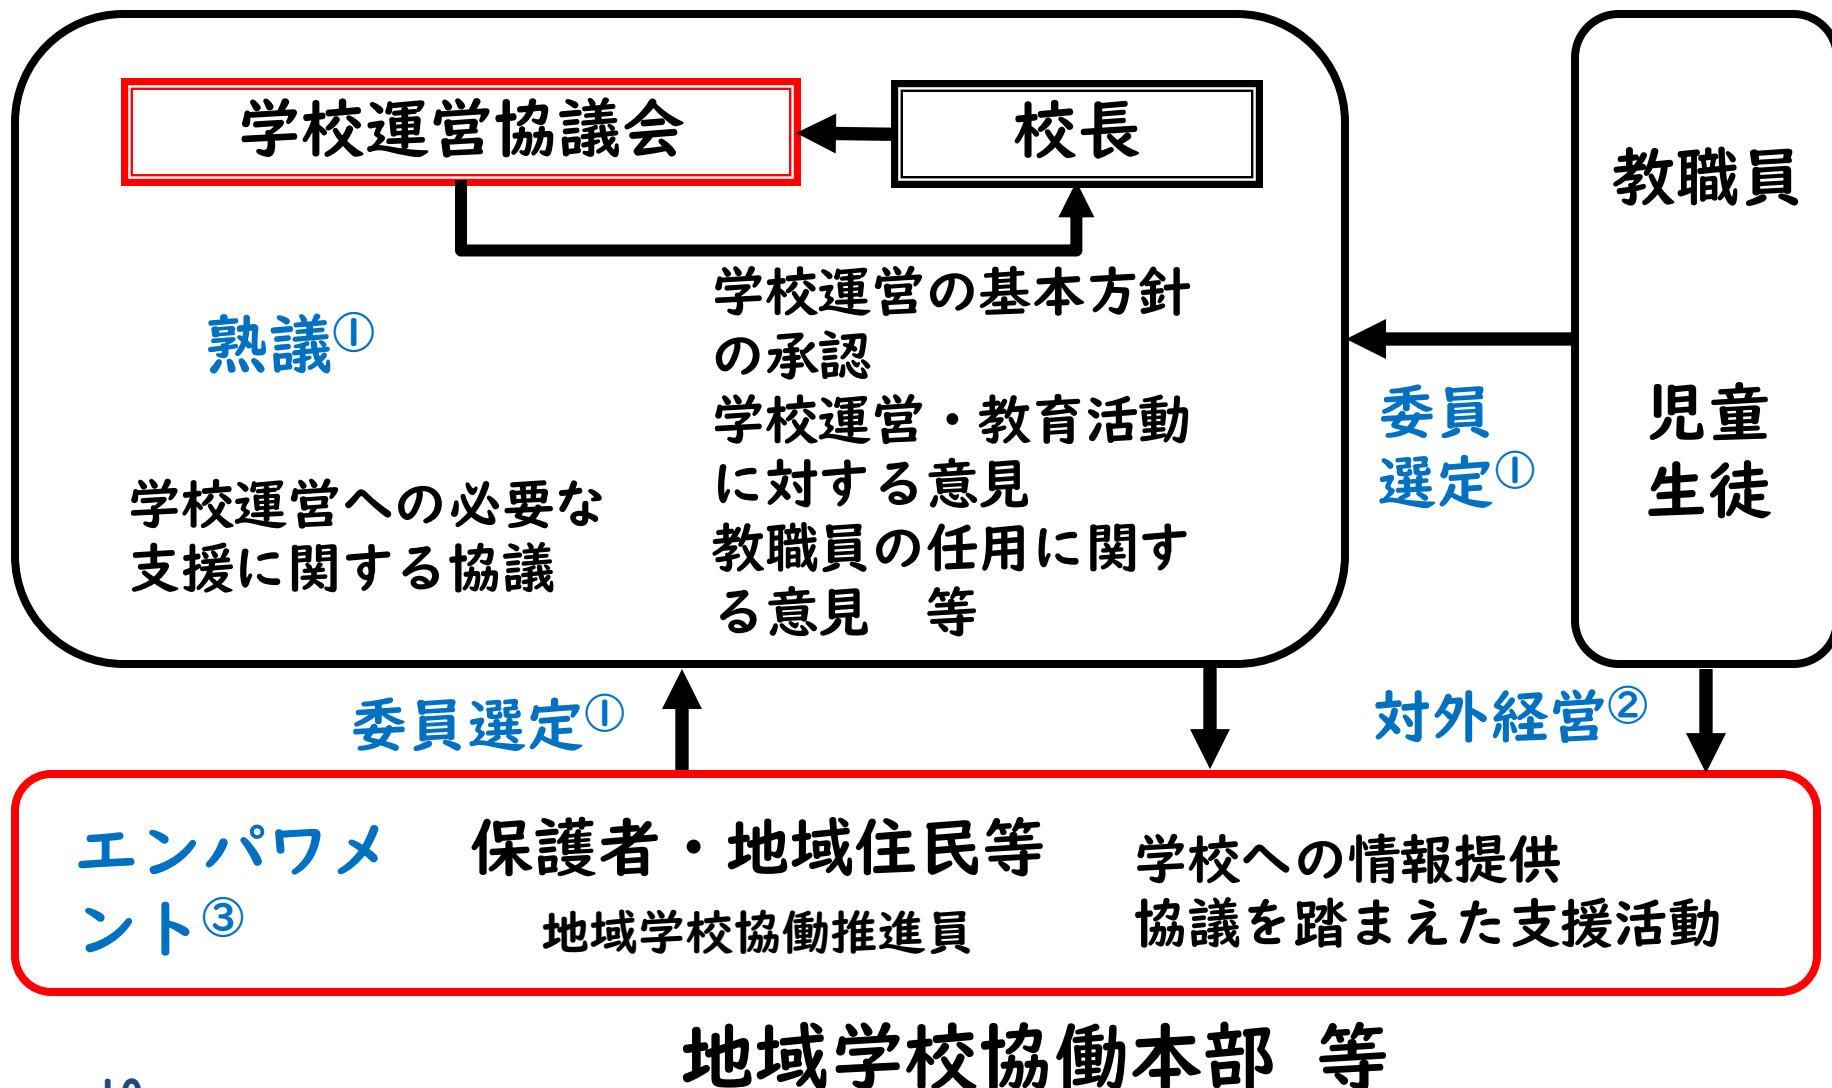 学校運営協議会
校長
教職員
熟議①
学校運営の基本方針
の承認
学校運営・教育活動
に対する意見
教職員の任用に関す
る意見　等
学校運営への必要な
支援に関する協議
委員
選定①
児童
生徒
委員選定①
対外経営②
エンパワメ
ント③
保護者・地域住民等
地域学校協働推進員
学校への情報提供
協議を踏まえた支援活動
地域学校協働本部 等